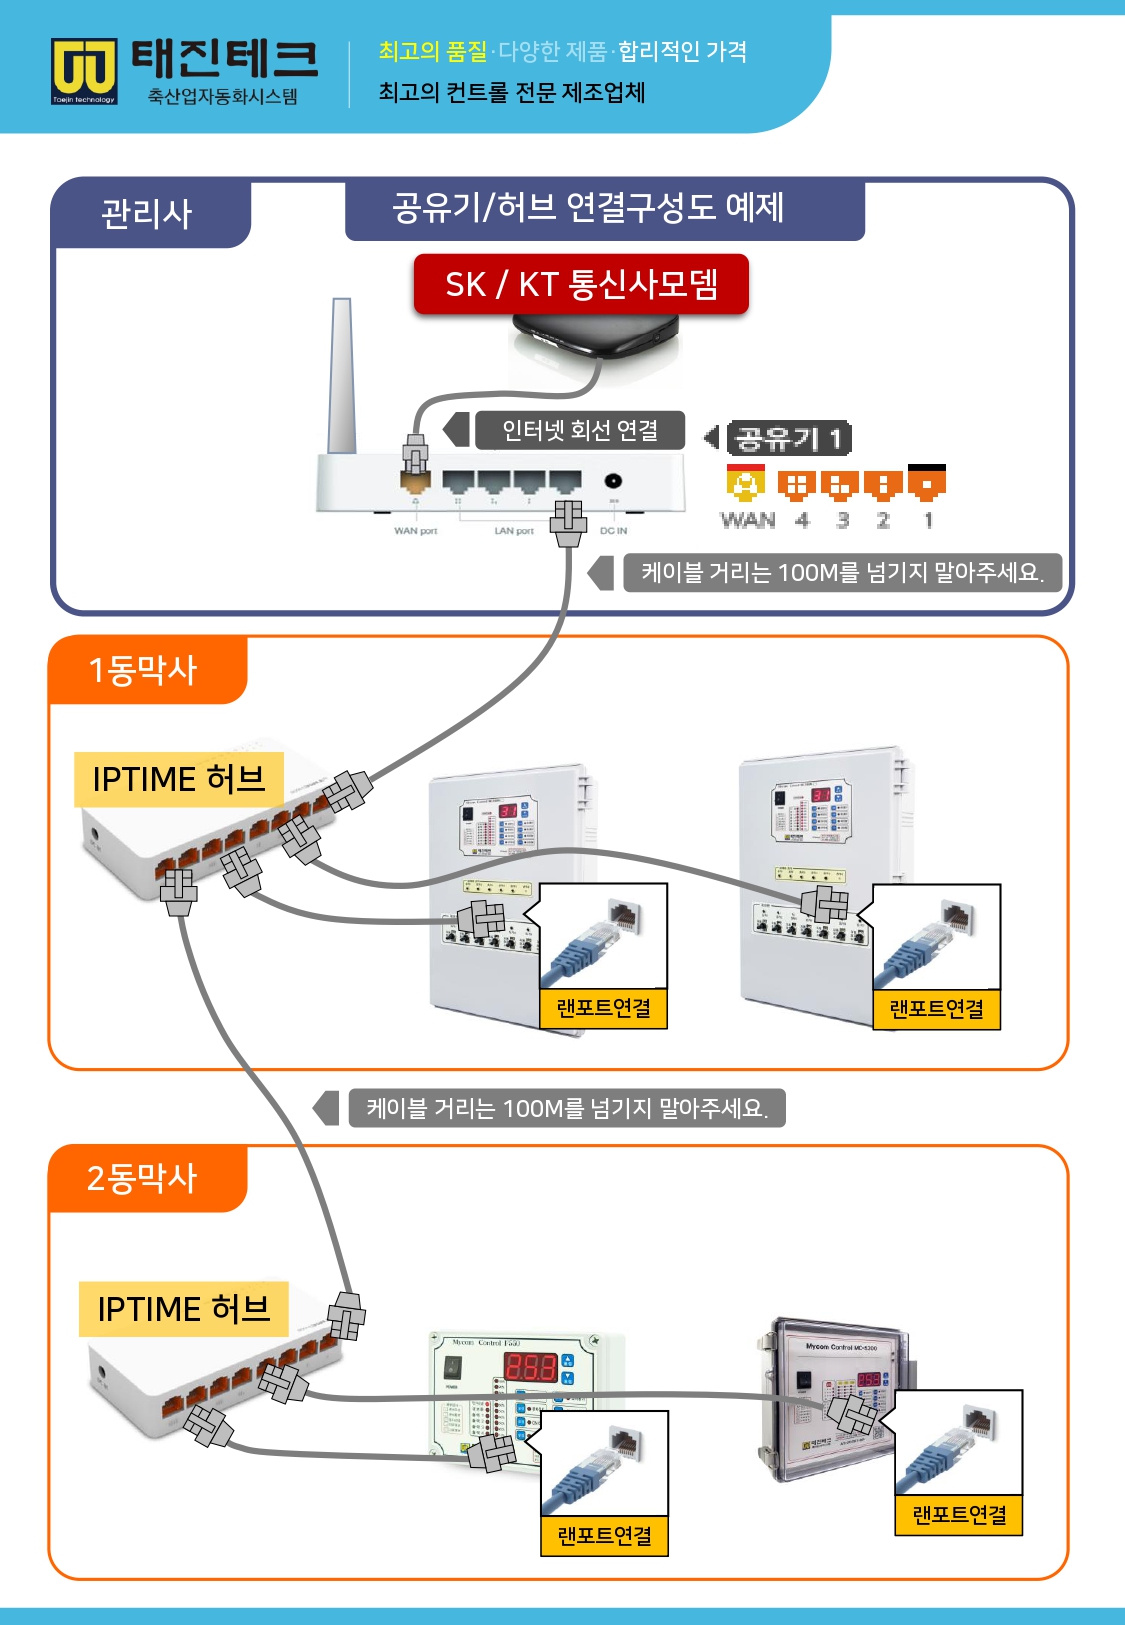 태진테크
Taejin technology
축산업자동화시스템
최고의 품질·다양한 제품·합리적인 가격
최고의 컨트롤 전문 제조업체
관리사
공유기/허브 연결구성도 예제
SK / KT 통신사모뎀
인터넷 회선 연결
공유기 1
WAN 4 3 2 1
WAN port
LAN port
DC IN
케이블 거리는 100M를 넘기지 말아주세요.
1동막사
IPTIME 허브
랜포트연결
랜포트연결
케이블 거리는 100M를 넘기지 말아주세요.
2동막사
IPTIME 허브
Mycom Control F550
POWER
8.8.8
Mycom Control MC-5300
태진테크
랜포트연결
랜포트연결